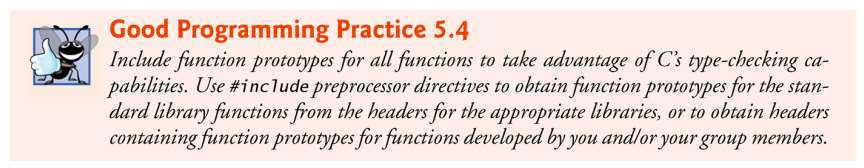 Good Programming Practice 5.4
Include function prototypes for all functions to take advantage of C’s type-checking ca-
pabilities. Use #include preprocessor directives to obtain function prototypes for the stan-
dard library functions from the headers for the appropriate libraries, or to obtain headers
containing function prototypes for functions developed by you and/or your group members.